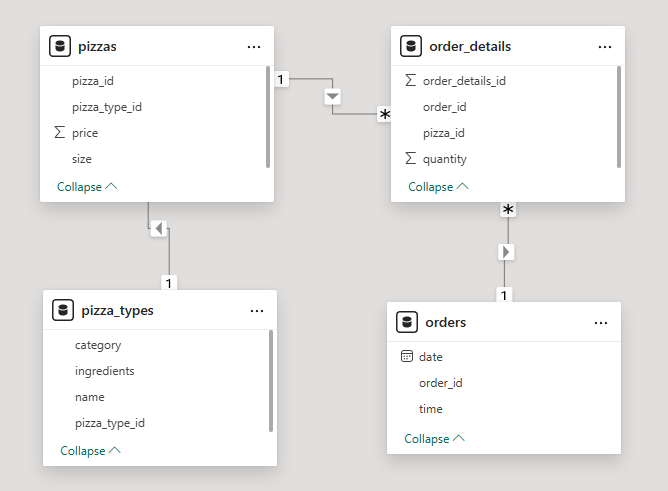 pizzas
pizza_id
pizza_type_id
price
size
Collapse
1
*
order_details
order_details_id
order_id
pizza_id
quantity
Collapse
*
1
1
pizza_types
category
ingredients
name
pizza_type_id
Collapse
orders
date
order_id
time
Collapse